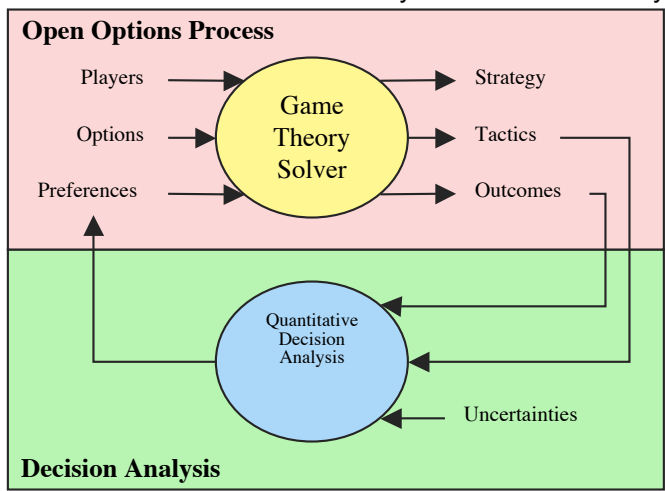 Open Options Process
Players
Strategy
Game
Theory
Solver
Options
Tactics
Preferences
Outcomes
Quantitative
Decision
Analysis
Uncertainties
Decision Analysis